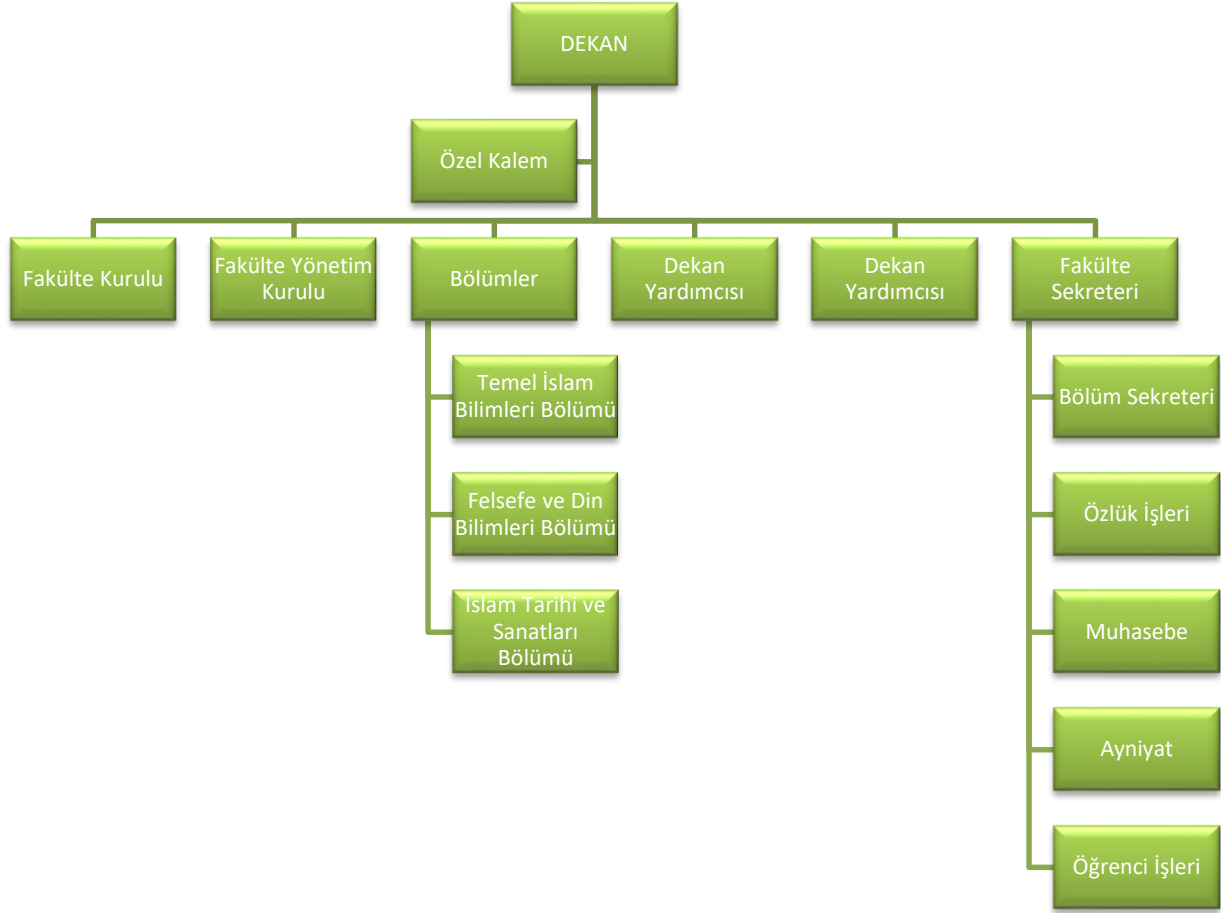 DEKAN
Özel Kalem
Fakülte Kurulu
Fakülte Yönetim
Kurulu
Bölümler
Dekan
Yardımcısı
Dekan
Yardımcısı
Fakülte
Sekreteri
Temel İslam
Bilimleri Bölümü
Felsefe ve Din
Bilimleri Bölümü
İslam Tarihi ve
Sanatları
Bölümü
Bölüm Sekreteri
Özlük İşleri
Muhasebe
Ayniyat
Öğrenci İşleri